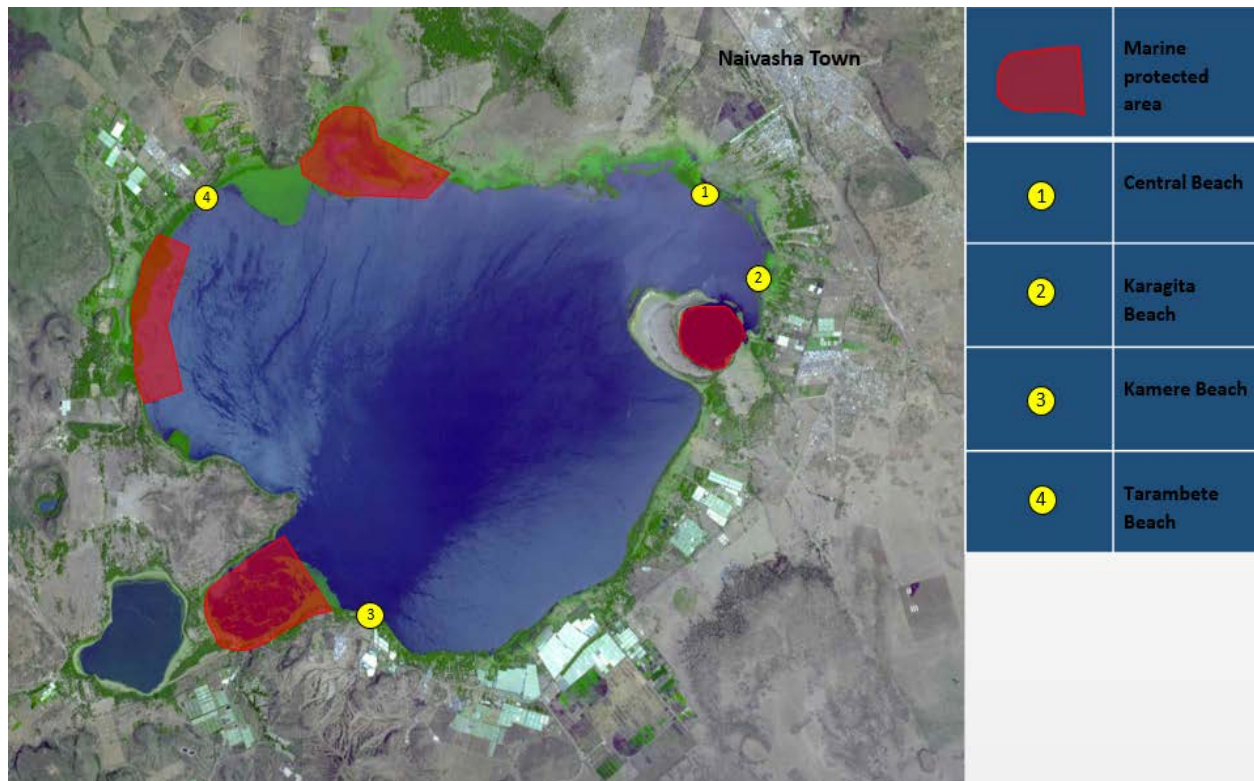 Naivasha Town
Marine
protected
area
1
Central Beach
2
Karagita
Beach
3
Kamere Beach
4
Tarambete
Beach
4
1
2
3